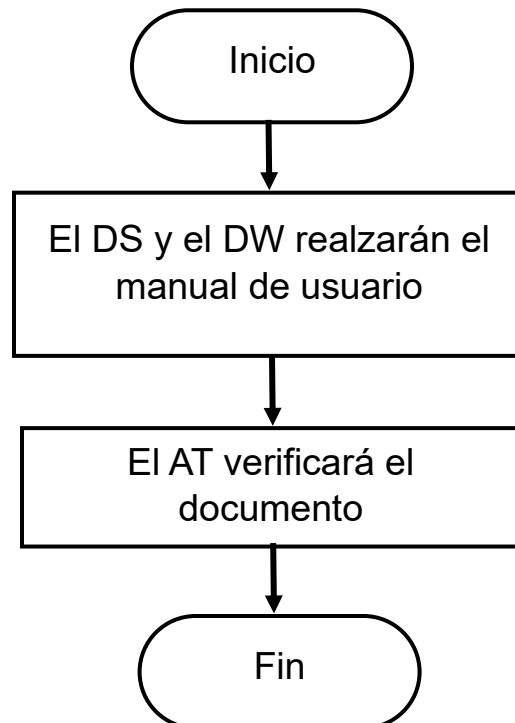 Inicio
El DS y el DW realzarán el
manual de usuario
El AT verificará el
documento
Fin